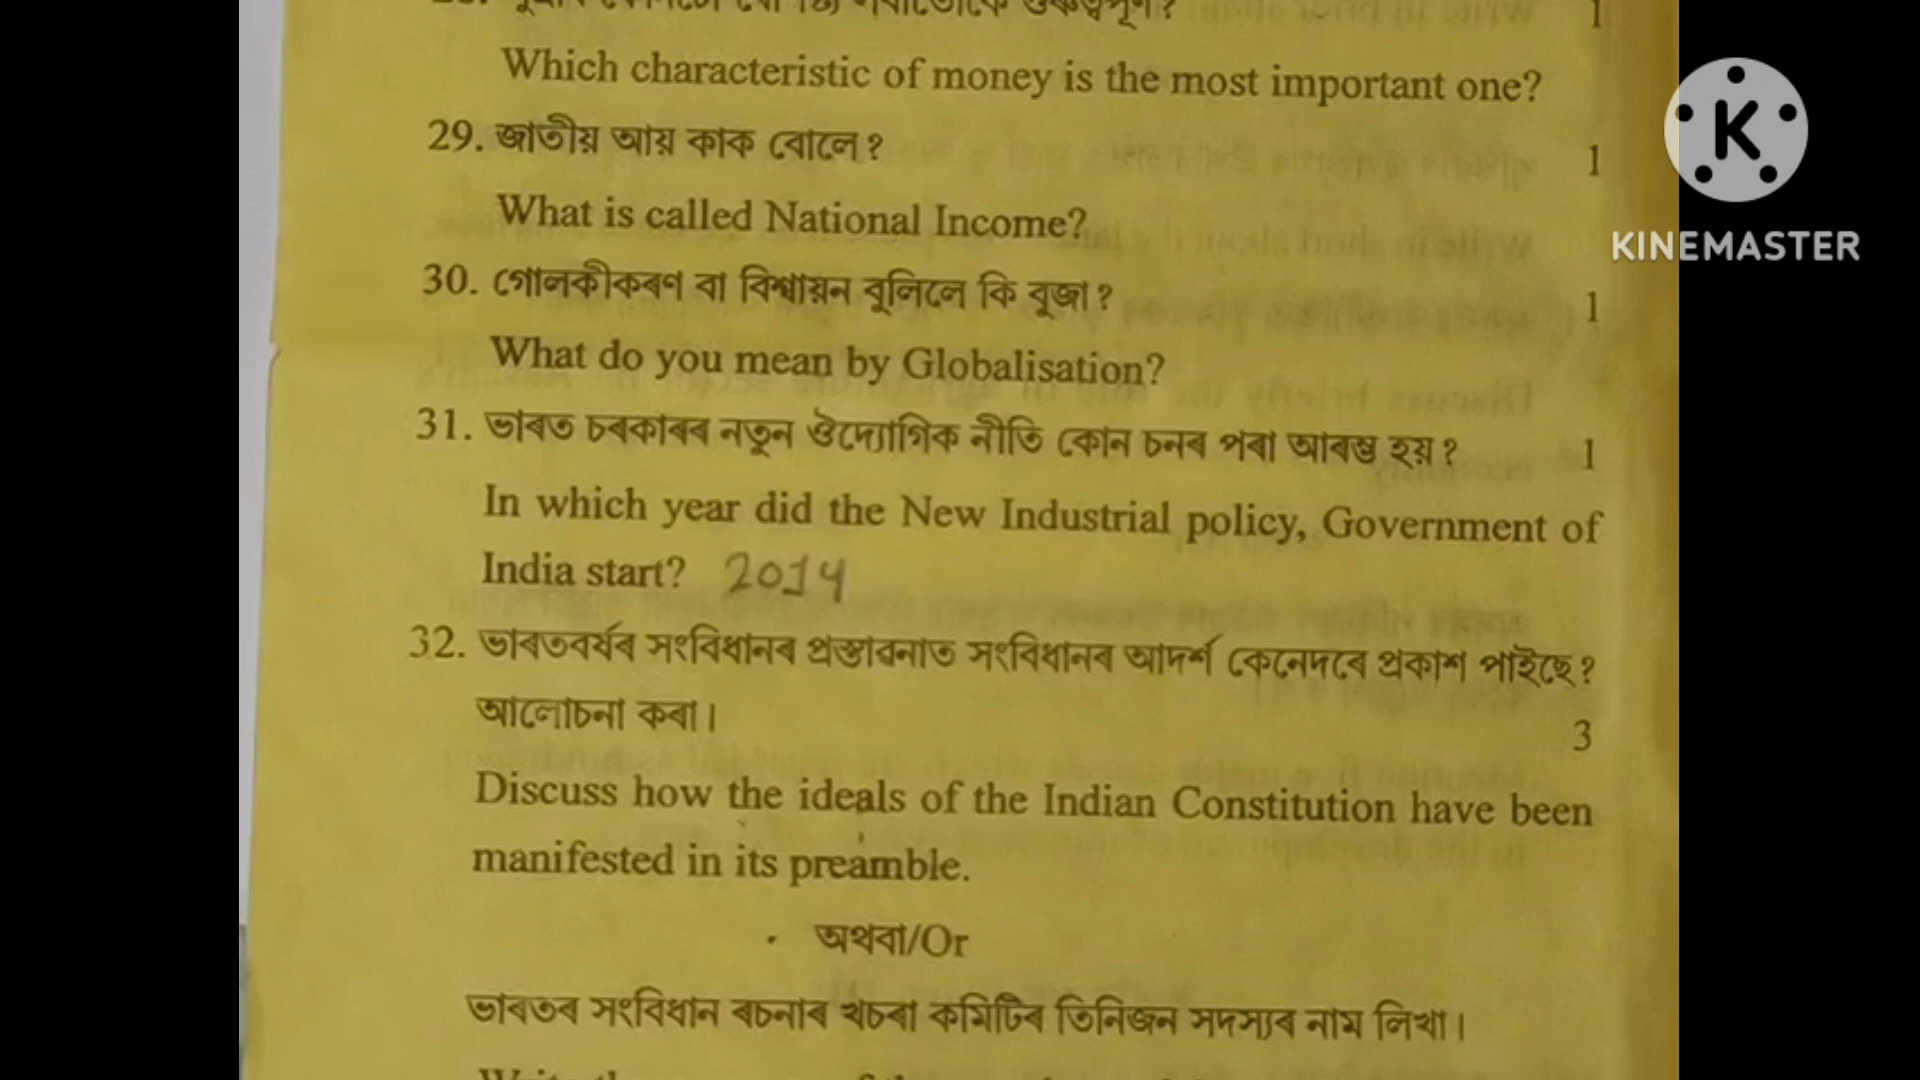 গুৰুত্বপূৰ্ণ? 1
Which characteristic of money is the most important one?
29. জাতীয় আয় কাক বোলে? 1
What is called National Income?
30. গোলকীকৰণ বা বিশ্বায়ন বুলিলে কি বুজা? 1
What do you mean by Globalisation?
31. ভাৰত চৰকাৰৰ নতুন ঔদ্যোগিক নীতি কোন চনৰ পৰা আৰম্ভ হয়? 1
In which year did the New Industrial policy, Government of
India start? 2014
32. ভাৰতবৰ্ষৰ সংবিধানৰ প্ৰস্তাৱনাত সংবিধানৰ আদৰ্শ কেনেদৰে প্ৰকাশ পাইছে?
আলোচনা কৰা। 3
Discuss how the ideals of the Indian Constitution have been
manifested in its preamble.
অথবা/Or
ভাৰতৰ সংবিধান ৰচনাৰ খচৰা কমিটিৰ তিনিজন সদস্যৰ নাম লিখা।
K
KINEMASTER